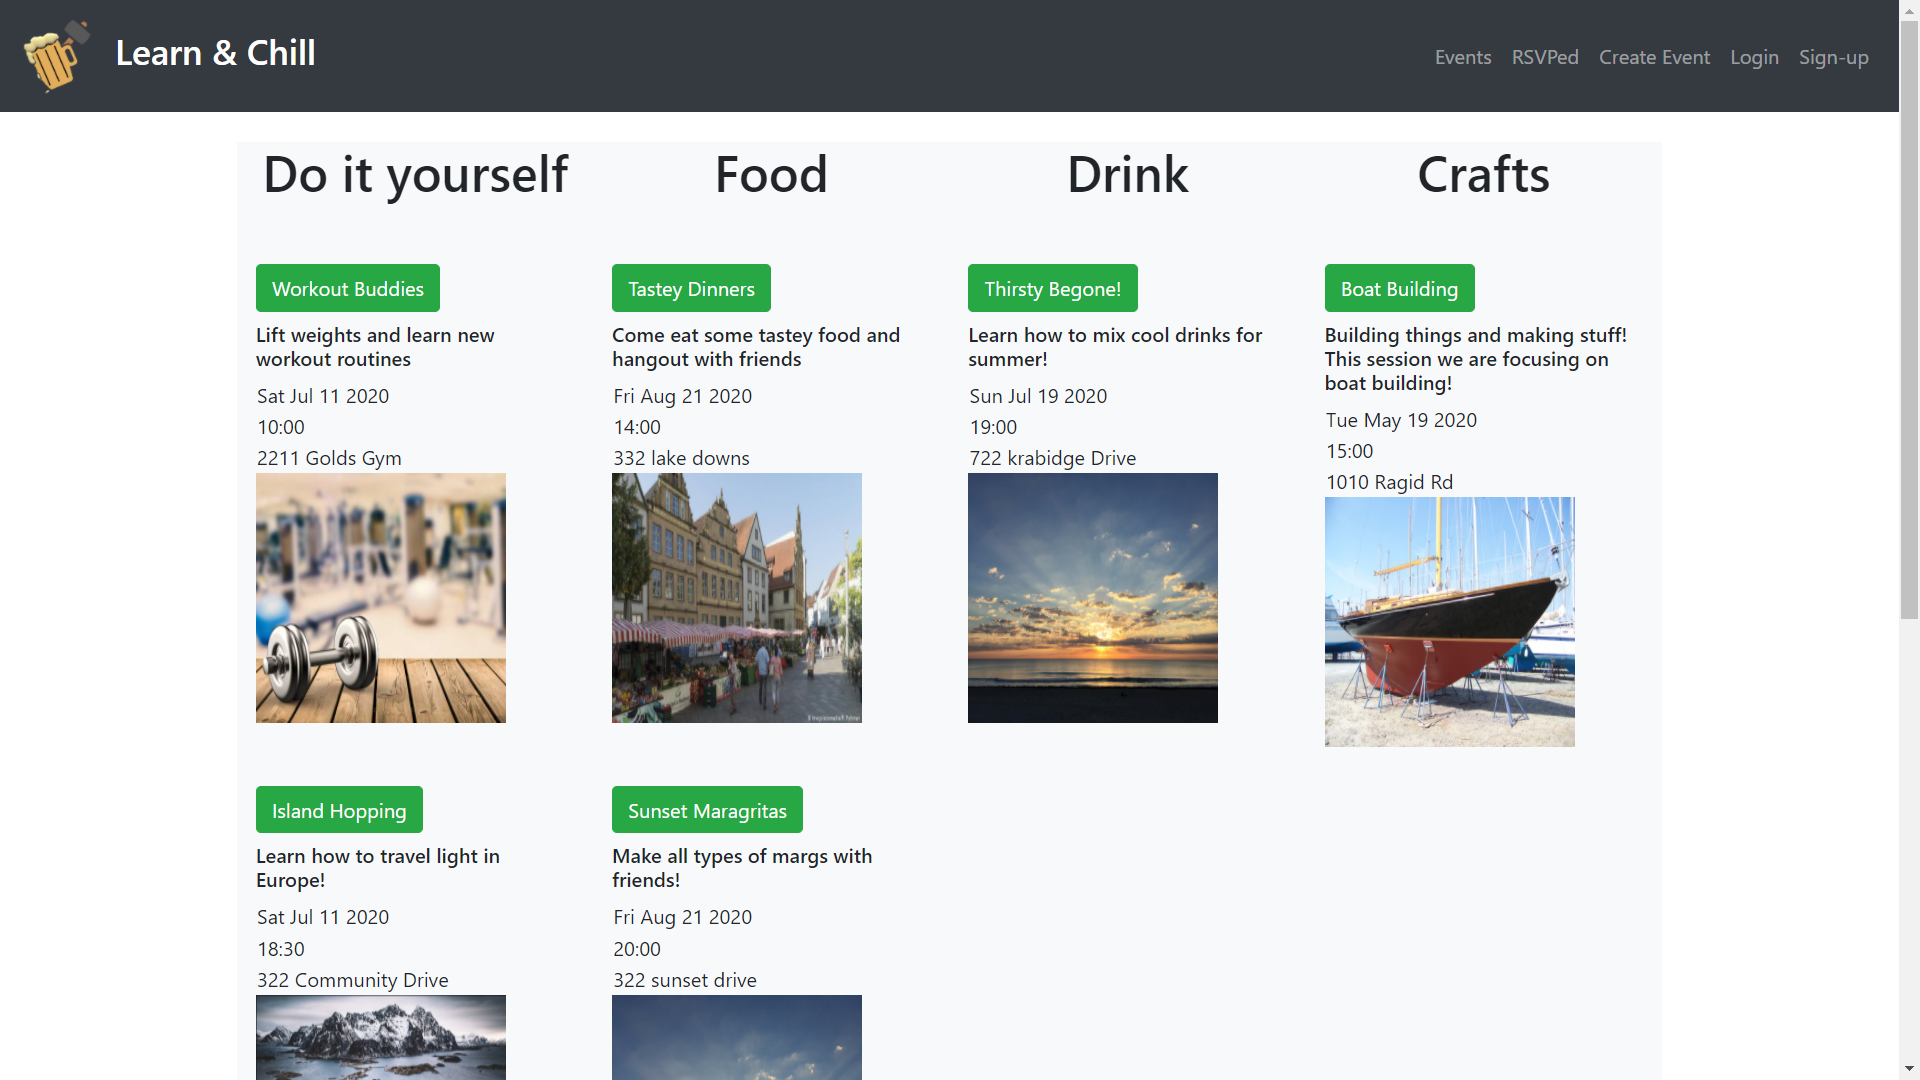 Learn & Chill
Events RSVPed Create Event Login Sign-up
Do it yourself
Food
Drink
Crafts
Workout Buddies
Lift weights and learn new
workout routines
Sat Jul 11 2020
10:00
2211 Golds Gym
Tastey Dinners
Come eat some tastey food and
hangout with friends
Fri Aug 21 2020
14:00
332 lake downs
Thirsty Begone!
Learn how to mix cool drinks for
summer!
Sun Jul 19 2020
19:00
722 krabidge Drive
Boat Building
Building things and making stuff!
This session we are focusing on
boat building!
Tue May 19 2020
15:00
1010 Ragid Rd
Island Hopping
Learn how to travel light in
Europe!
Sat Jul 11 2020
18:30
322 Community Drive
Sunset Maragritas
Make all types of margs with
friends!
Fri Aug 21 2020
20:00
322 sunset drive